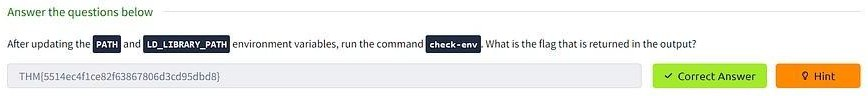 Answer the questions below
After updating the PATH and LD_LIBRARY_PATH environment variables, run the command check-env. What is the flag that is returned in the output?
THM{5514ec4f1ce82f63867806d3cd95dbd8}
Correct Answer
Hint